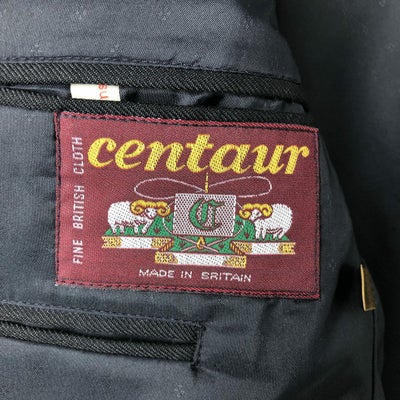 centaur
FINE BRITISH CLOTH
C
MADE IN BRITAIN